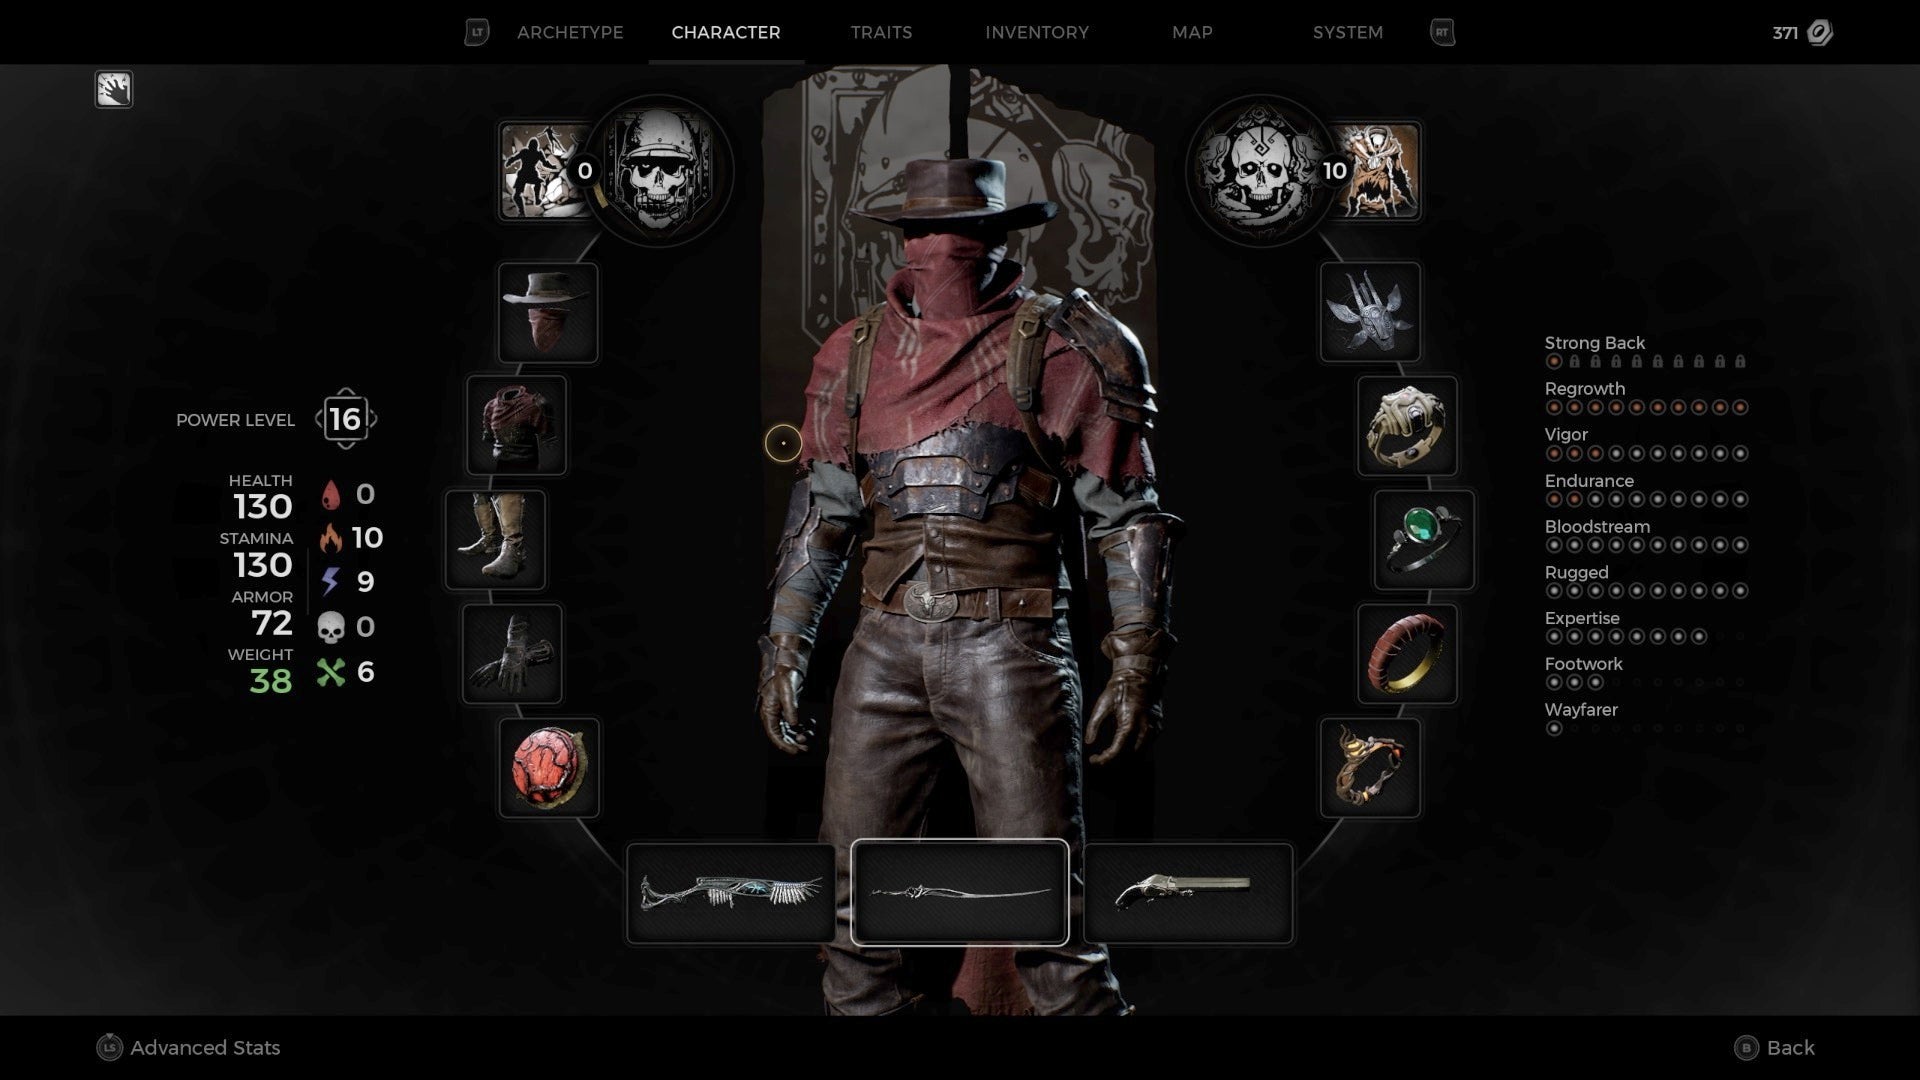 LT ARCHETYPE CHARACTER TRAITS INVENTORY MAP SYSTEM RT 371
0
10
POWER LEVEL 16
HEALTH
130
0
STAMINA
10
130
9
ARMOR
72
0
WEIGHT
38
6
Strong Back
Regrowth
Vigor
Endurance
Bloodstream
Rugged
Expertise
Footwork
Wayfarer
LS Advanced Stats
B Back